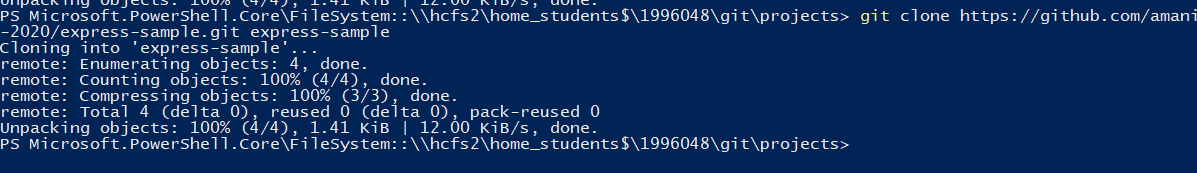 Unpacking objects: 100% (4/4), 1.41 KiB | 12.00 KiB/s, done.
PS Microsoft.PowerShell.Core\FileSystem::\\hcfs2\home_students$\1996048\git\projects> git clone https://github.com/amani
-2020/express-sample.git express-sample
Cloning into 'express-sample'...
remote: Enumerating objects: 4, done.
remote: Counting objects: 100% (4/4), done.
remote: Compressing objects: 100% (3/3), done.
remote: Total 4 (delta 0), reused 0 (delta 0), pack-reused 0
Unpacking objects: 100% (4/4), 1.41 KiB | 12.00 KiB/s, done.
PS Microsoft.PowerShell.Core\FileSystem::\\hcfs2\home_students$\1996048\git\projects>